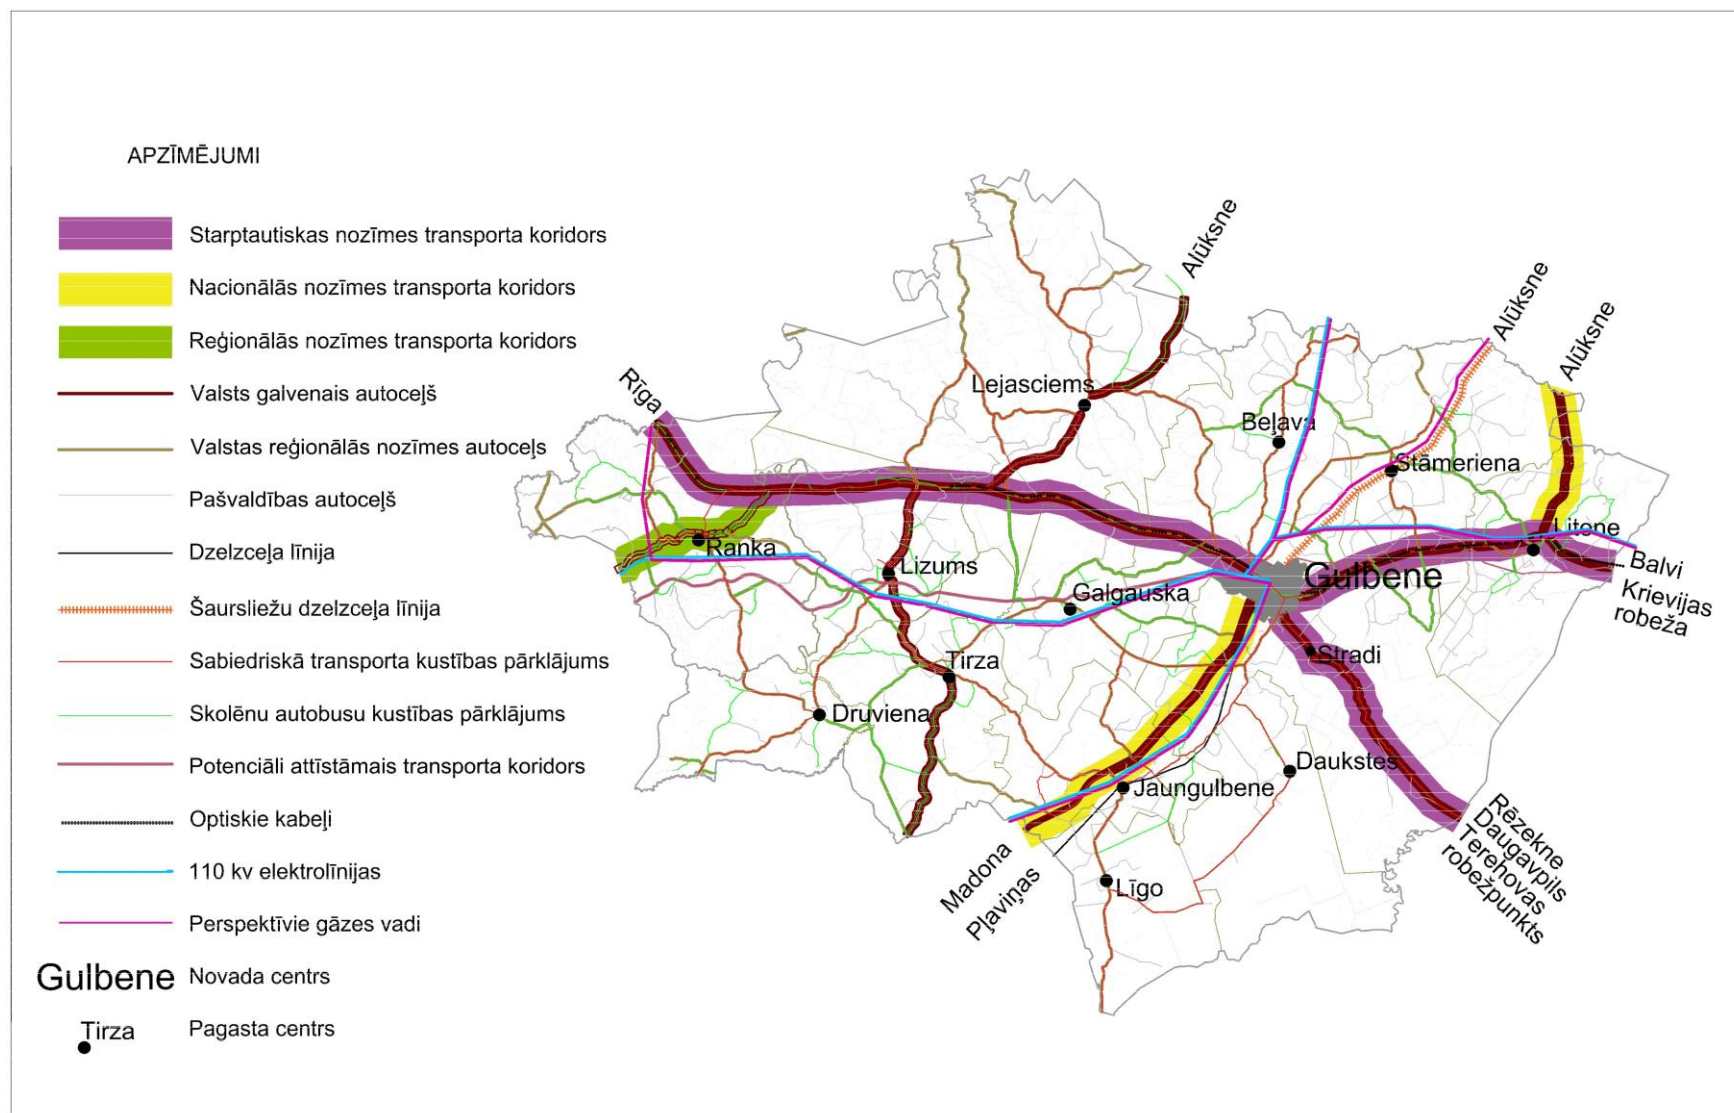 APZĪMĒJUMI
Starptautiskas nozīmes transporta koridors
Nacionālās nozīmes transporta koridors
Reģionālās nozīmes transporta koridors
Valsts galvenais autoceļš
Valstas reģionālās nozīmes autoceļs
Pašvaldības autoceļš
Dzelzceļa līnija
Šaursliežu dzelzceļa līnija
Sabiedriskā transporta kustības pārklājums
Skolēnu autobusu kustības pārklājums
Potenciāli attīstāmais transporta koridors
Optiskie kabeļi
110 kv elektrolīnijas
Perspektīvie gāzes vadi
Gulbene
Novada centrs
Tirza
Pagasta centrs
Alūksne
Alūksne
Alūksne
Rīga
Lejasciems
Beļava
Stāmeriena
Litene
Ranka
Lizums
Galgauska
Gulbene
Balvi
Krievijas
robeža
Stradi
Tirza
Druviena
Daukstes
Jaungulbene
Madona
Pļaviņas
Līgo
Rēzekne
Daugavpils
Terehovas
robežpunkts